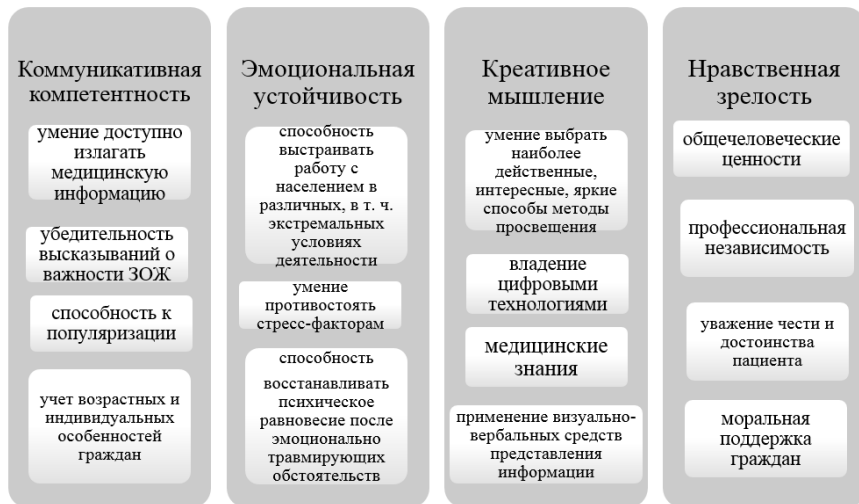 Коммуникативная
компетентность
умение доступно
излагать
медицинскую
информацию
убедительность
высказываний о
важности ЗОЖ
способность к
популяризации
учет возрастных и
индивидуальных
особенностей
граждан
Эмоциональная
устойчивость
способность
выстраивать
работу с
населением в
различных, в т. ч.
экстремальных
условиях
деятельности
умение
противостоять
стресс-факторам
способность
восстанавливать
психическое
равновесие после
эмоционально
травмирующих
обстоятельств
Креативное
мышление
умение выбрать
наиболее
действенные,
интересные, яркие
способы методы
просвещения
владение
цифровыми
технологиями
медицинские
знания
применение визуально-
вербальных средств
представления
информации
Нравственная
зрелость
общечеловеческие
ценности
профессиональная
независимость
уважение чести и
достоинства
пациента
моральная
поддержка
граждан